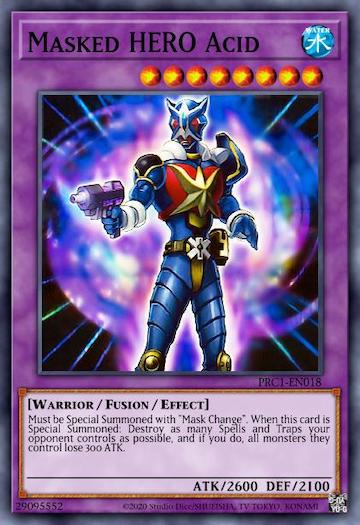 Masked HERO Acid
WATER
水
PRC1-EN018
[Warrior / Fusion / Effect]
Must be Special Summoned with "Mask Change". When this card is
Special Summoned: Destroy as many Spells and Traps your
opponent controls as possible, and if you do, all monsters they
control lose 300 ATK.
ATK/2600 DEF/2100
29095552
©2020 Studio Dice/SHUEISHA, TV TOKYO, KONAMI